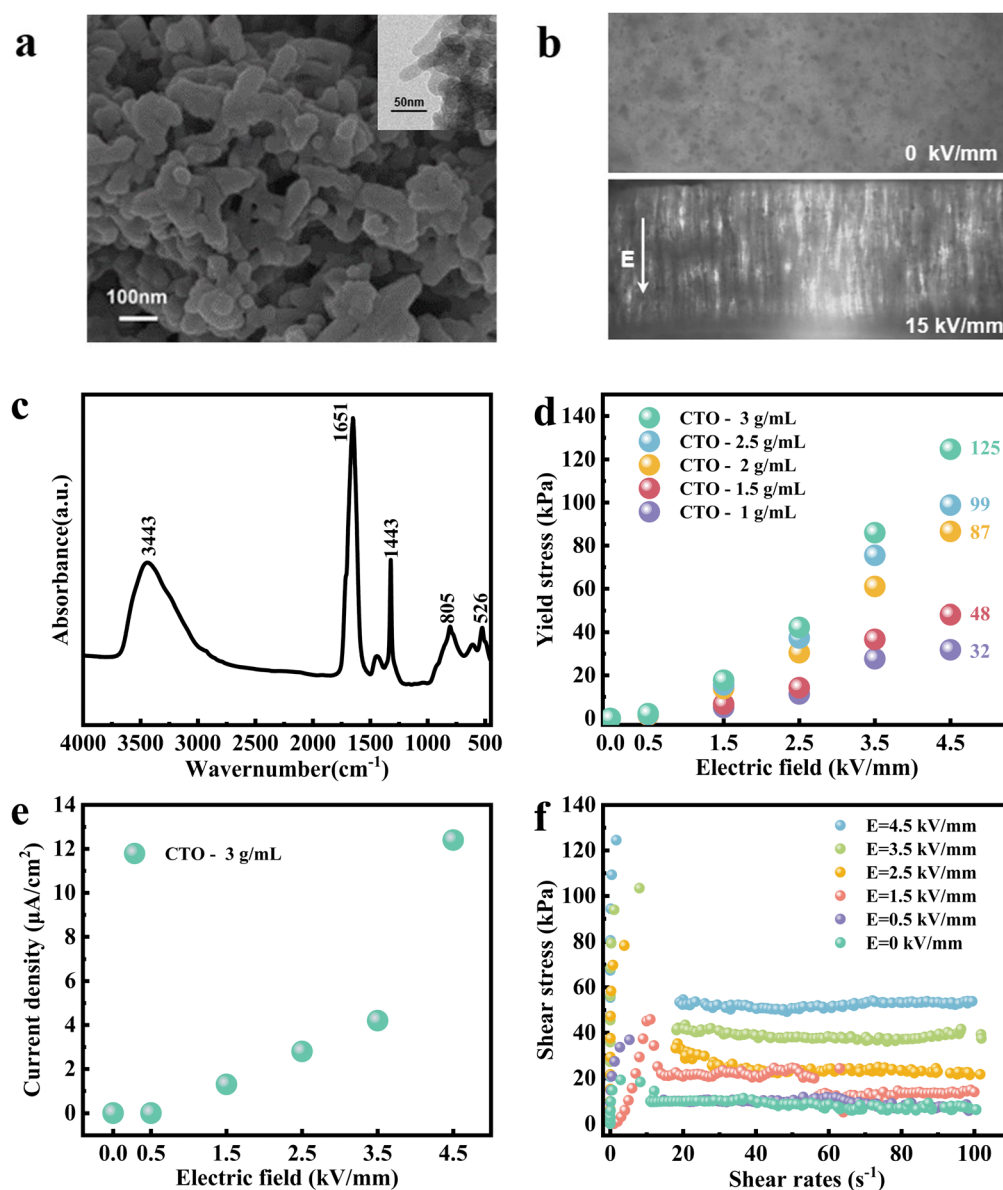 a
50nm
100nm
b
0 kV/mm
E
15 kV/mm
c
Absorbance(a.u.)
3443
1651
1443
805
526
4000 3500 3000 2500 2000 1500 1000 500
Wavernumber(cm⁻¹)
d
Yield stress (kPa)
140
120
100
80
60
40
20
0
CTO - 3 g/mL
CTO - 2.5 g/mL
CTO - 2 g/mL
CTO - 1.5 g/mL
CTO - 1 g/mL
125
99
87
48
32
0.0 0.5 1.5 2.5 3.5 4.5
Electric field (kV/mm)
e
Current density (μA/cm²)
14
12
10
8
6
4
2
0
CTO - 3 g/mL
0.0 0.5 1.5 2.5 3.5 4.5
Electric field (kV/mm)
f
Shear stress (kPa)
140
120
100
80
60
40
20
0
E=4.5 kV/mm
E=3.5 kV/mm
E=2.5 kV/mm
E=1.5 kV/mm
E=0.5 kV/mm
E=0 kV/mm
0 20 40 60 80 100
Shear rates (s⁻¹)